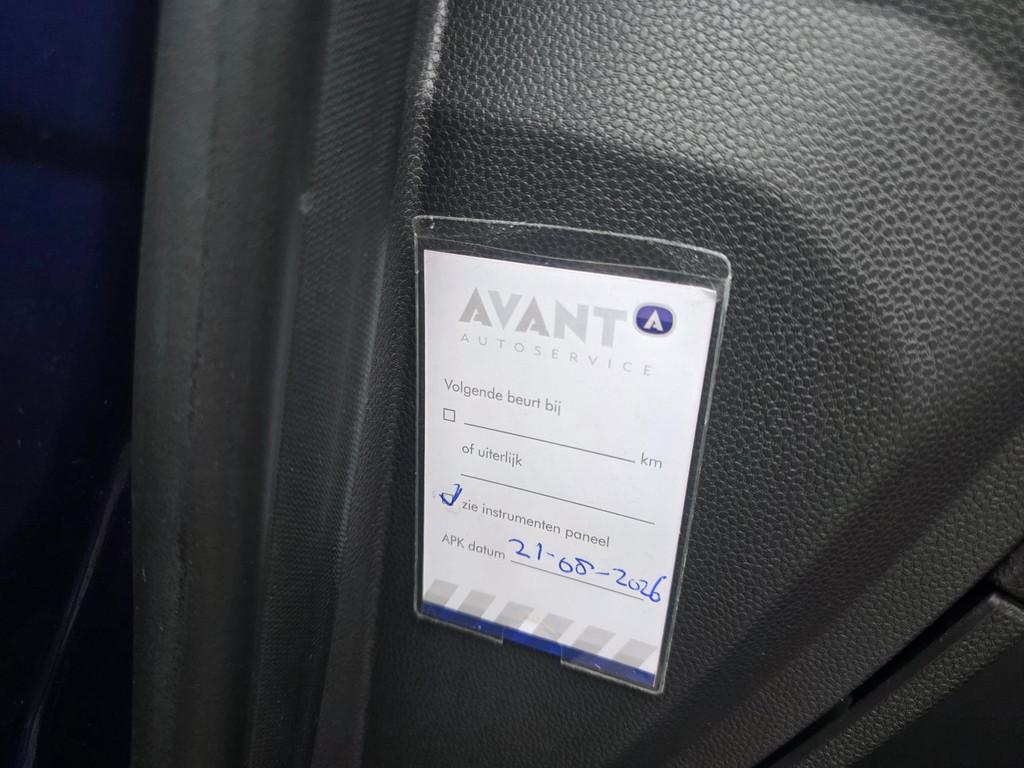 AVANT A
AUTOSERVICE
Volgende beurt bij
km
of uiterlijk
zie instrumenten paneel
APK datum 21-08-2026